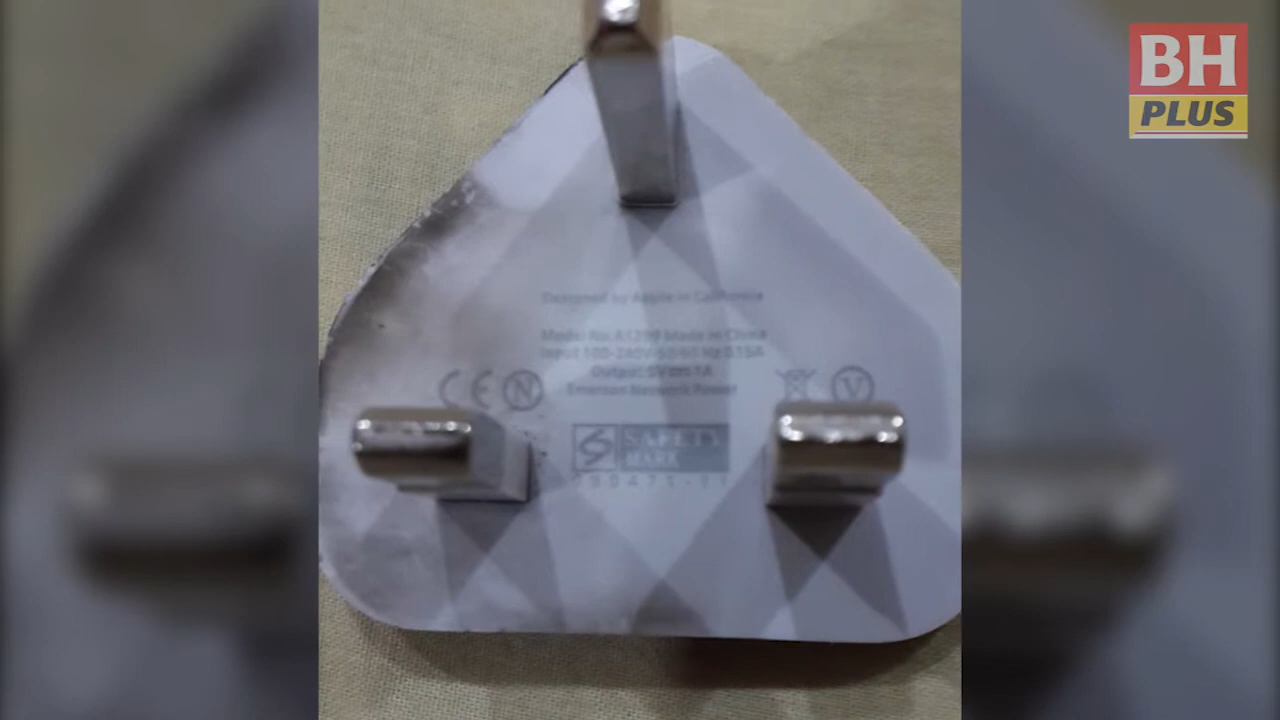 BH
PLUS
Designed by Apple in California
Model No.A1299 Made in China
Input 100-240V~50/60 Hz 0.15A
Output 5V 1A
CE N Emerson Network Power V
S SAFETY
MARK